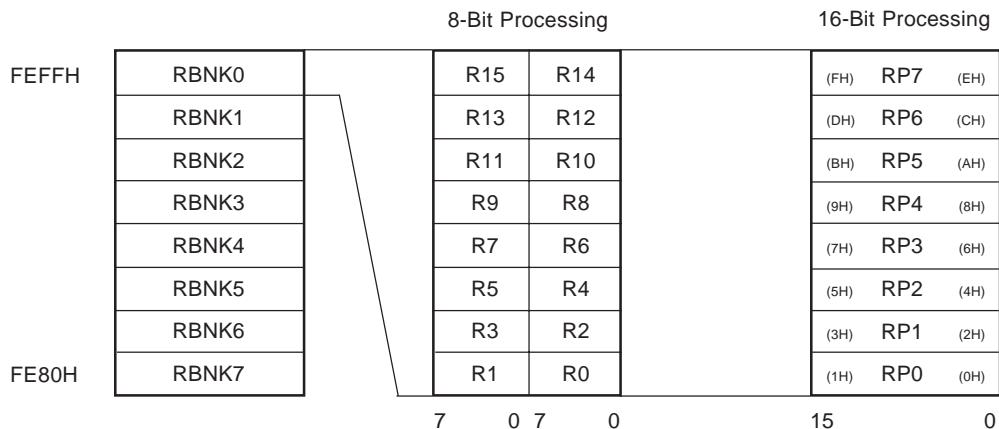 8-Bit Processing 16-Bit Processing
FEFFH RBNK0 R15 R14 (FH) RP7 (EH)
RBNK1 R13 R12 (DH) RP6 (CH)
RBNK2 R11 R10 (BH) RP5 (AH)
RBNK3 R9 R8 (9H) RP4 (8H)
RBNK4 R7 R6 (7H) RP3 (6H)
RBNK5 R5 R4 (5H) RP2 (4H)
RBNK6 R3 R2 (3H) RP1 (2H)
FE80H RBNK7 R1 R0 (1H) RP0 (0H)
7 0 7 0 15 0